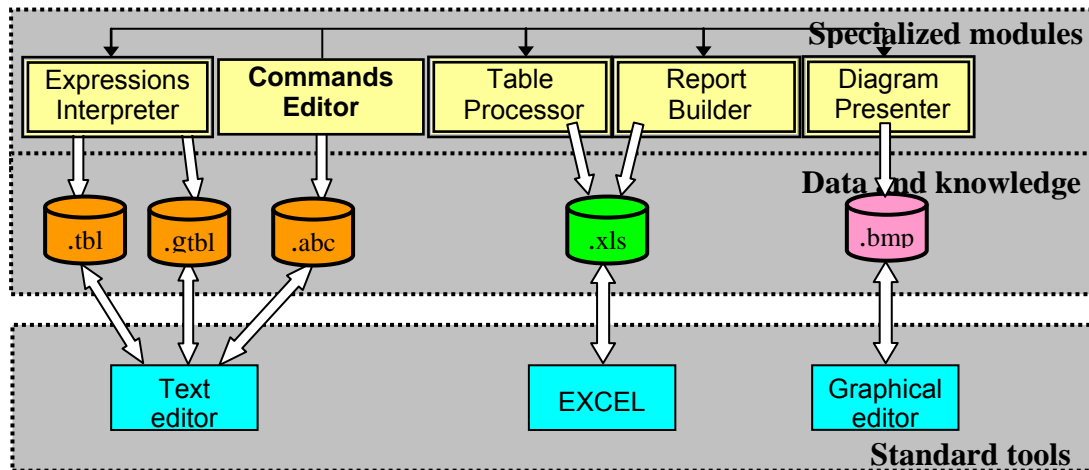 Specialized modules
Expressions
Interpreter
Commands
Editor
Table
Processor
Report
Builder
Diagram
Presenter
Data and knowledge
.tbl
.gtbl
.abc
.xls
.bmp
Text
editor
EXCEL
Graphical
editor
Standard tools